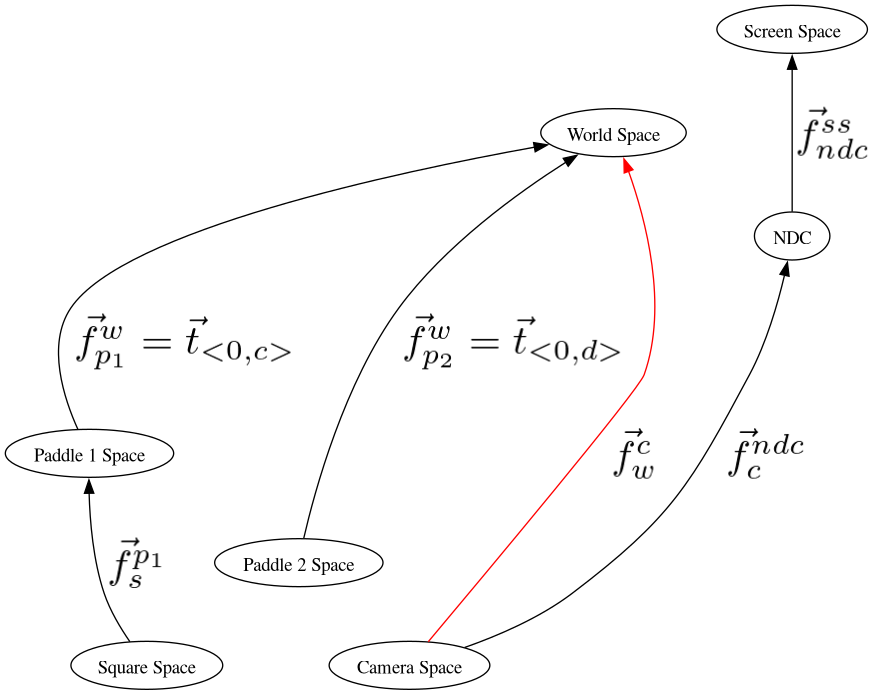 Screen Space
World Space
$\vec{f}_{ndc}^{ss}$
NDC
$\vec{f}_{p_1}^{w} = \vec{t}_{<0,c>}$
$\vec{f}_{p_2}^{w} = \vec{t}_{<0,d>}$
Paddle 1 Space
$\vec{f}_{w}^{c}$
$\vec{f}_{c}^{ndc}$
Paddle 2 Space
$\vec{f}_{s}^{p_1}$
Square Space
Camera Space